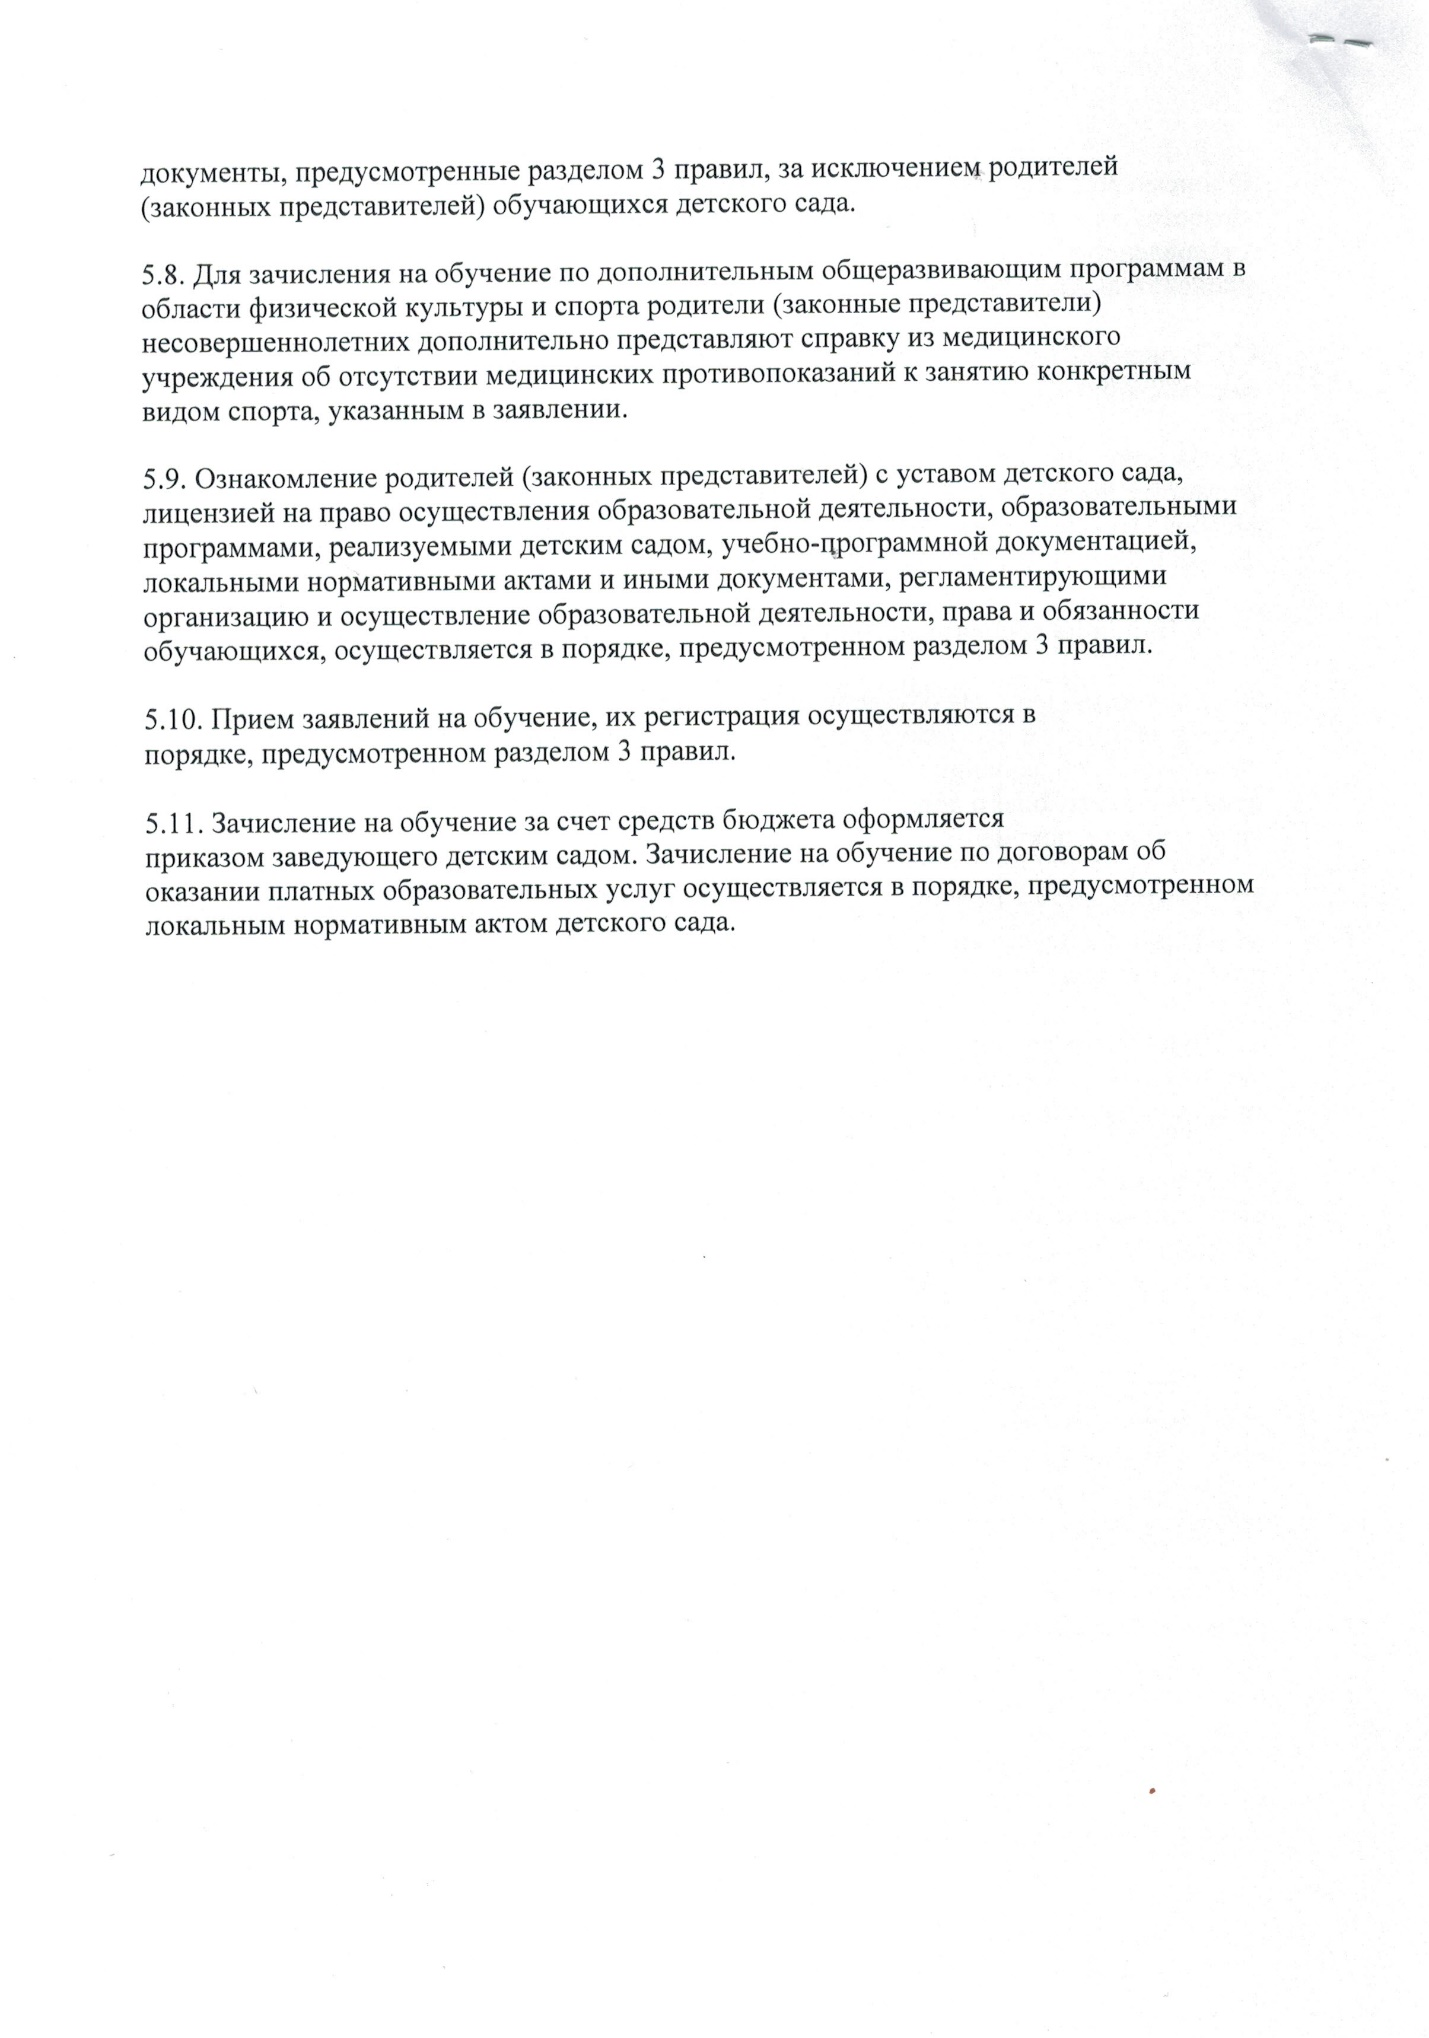 документы, предусмотренные разделом 3 правил, за исключением родителей
(законных представителей) обучающихся детского сада.
5.8. Для зачисления на обучение по дополнительным общеразвивающим программам в
области физической культуры и спорта родители (законные представители)
несовершеннолетних дополнительно представляют справку из медицинского
учреждения об отсутствии медицинских противопоказаний к занятию конкретным
видом спорта, указанным в заявлении.
5.9. Ознакомление родителей (законных представителей) с уставом детского сада,
лицензией на право осуществления образовательной деятельности, образовательными
программами, реализуемыми детским садом, учебно-программной документацией,
локальными нормативными актами и иными документами, регламентирующими
организацию и осуществление образовательной деятельности, права и обязанности
обучающихся, осуществляется в порядке, предусмотренном разделом 3 правил.
5.10. Прием заявлений на обучение, их регистрация осуществляются в
порядке, предусмотренном разделом 3 правил.
5.11. Зачисление на обучение за счет средств бюджета оформляется
приказом заведующего детским садом. Зачисление на обучение по договорам об
оказании платных образовательных услуг осуществляется в порядке, предусмотренном
локальным нормативным актом детского сада.